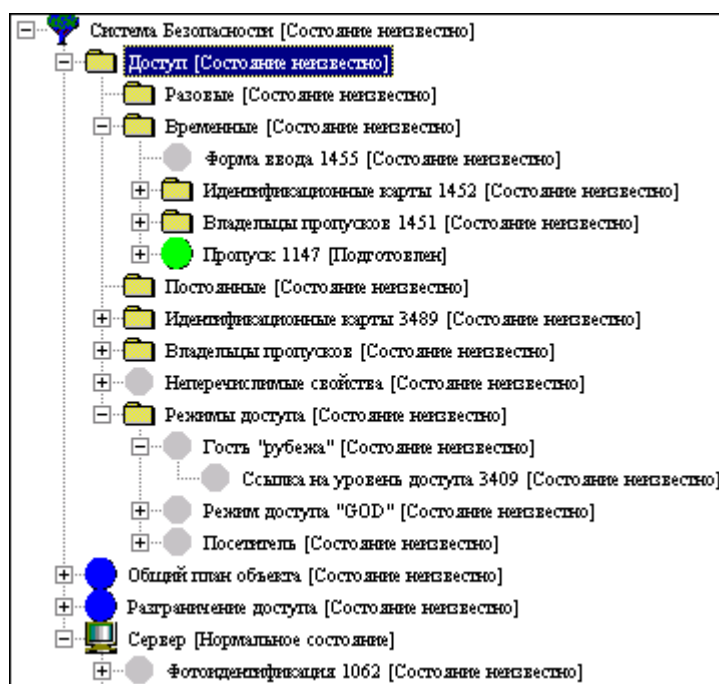 Система Безопасности [Состояние неизвестно]
Доступ [Состояние неизвестно]
Разовые [Состояние неизвестно]
Временные [Состояние неизвестно]
Форма ввода 1455 [Состояние неизвестно]
Идентификационные карты 1452 [Состояние неизвестно]
Владельцы пропусков 1451 [Состояние неизвестно]
Пропуск 1147 [Подготовлен]
Постоянные [Состояние неизвестно]
Идентификационные карты 3489 [Состояние неизвестно]
Владельцы пропусков [Состояние неизвестно]
Неперечислимые свойства [Состояние неизвестно]
Режимы доступа [Состояние неизвестно]
Гость "рубежа" [Состояние неизвестно]
Ссылка на уровень доступа 3409 [Состояние неизвестно]
Режим доступа "GOD" [Состояние неизвестно]
Посетитель [Состояние неизвестно]
Общий план объекта [Состояние неизвестно]
Разграничение доступа [Состояние неизвестно]
Сервер [Нормальное состояние]
Фотоидентификация 1062 [Состояние неизвестно]